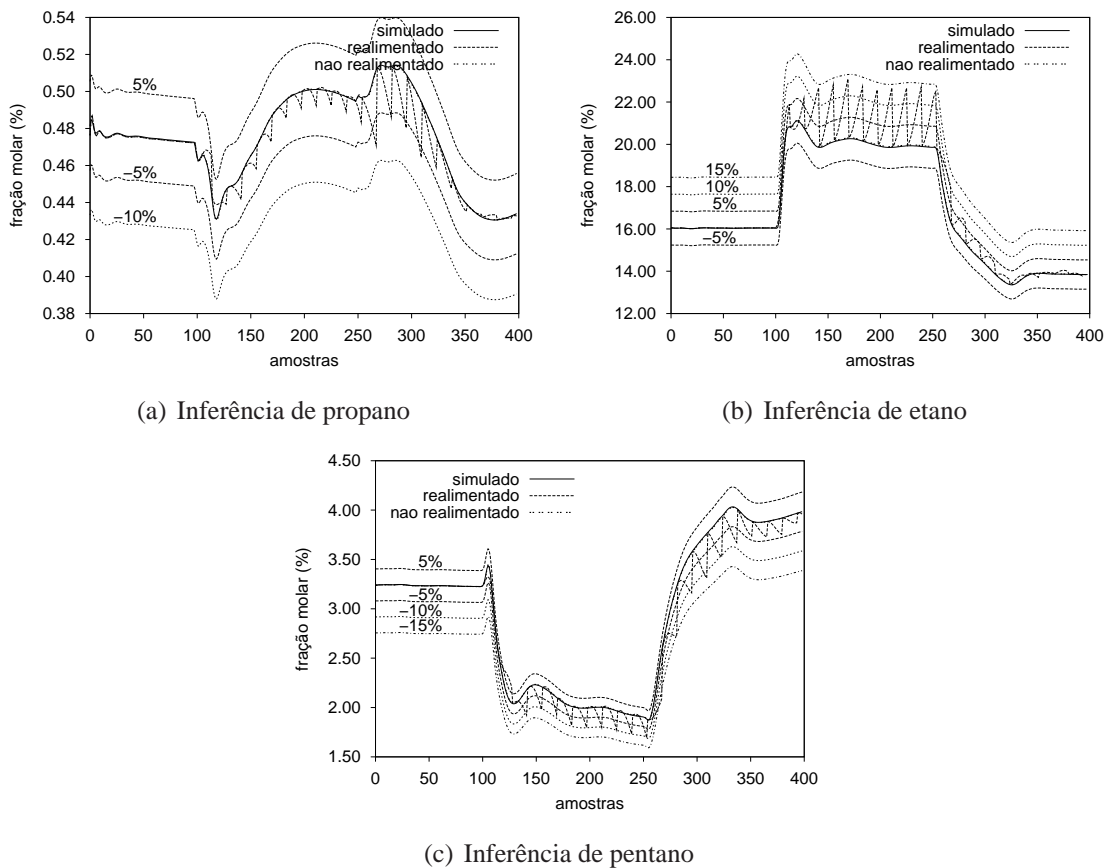 0.54
0.52
0.50
0.48
0.46
0.44
0.42
0.40
0.38
fração molar (%)
simulado
realimentado
nao realimentado
5%
−5%
−10%
0 50 100 150 200 250 300 350 400
amostras
(a) Inferência de propano
26.00
24.00
22.00
20.00
18.00
16.00
14.00
12.00
fração molar (%)
simulado
realimentado
nao realimentado
15%
10%
5%
−5%
0 50 100 150 200 250 300 350 400
amostras
(b) Inferência de etano
4.50
4.00
3.50
3.00
2.50
2.00
1.50
fração molar (%)
simulado
realimentado
nao realimentado
5%
−5%
−10%
−15%
0 50 100 150 200 250 300 350 400
amostras
(c) Inferência de pentano